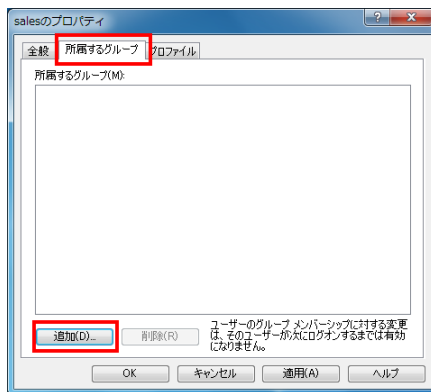 salesのプロパティ
全般 所属するグループ プロファイル
所属するグループ(M):
追加(D)... 削除(R)
ユーザーのグループ メンバーシップに対する変更
は、そのユーザーが次にログオンするまでは有効
になりません。
OK キャンセル 適用(A) ヘルプ